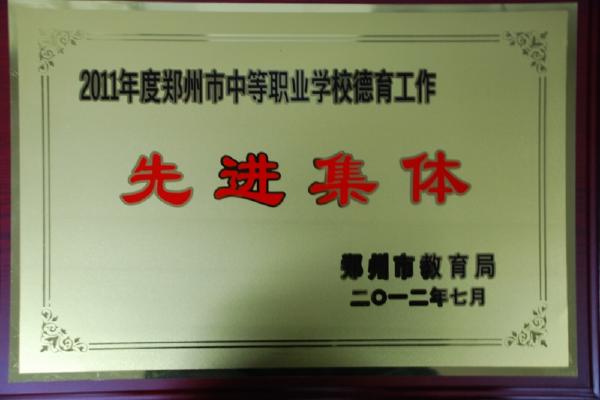 2011年度郑州市中等职业学校德育工作
先进集体
郑州市教育局
二〇一二年七月